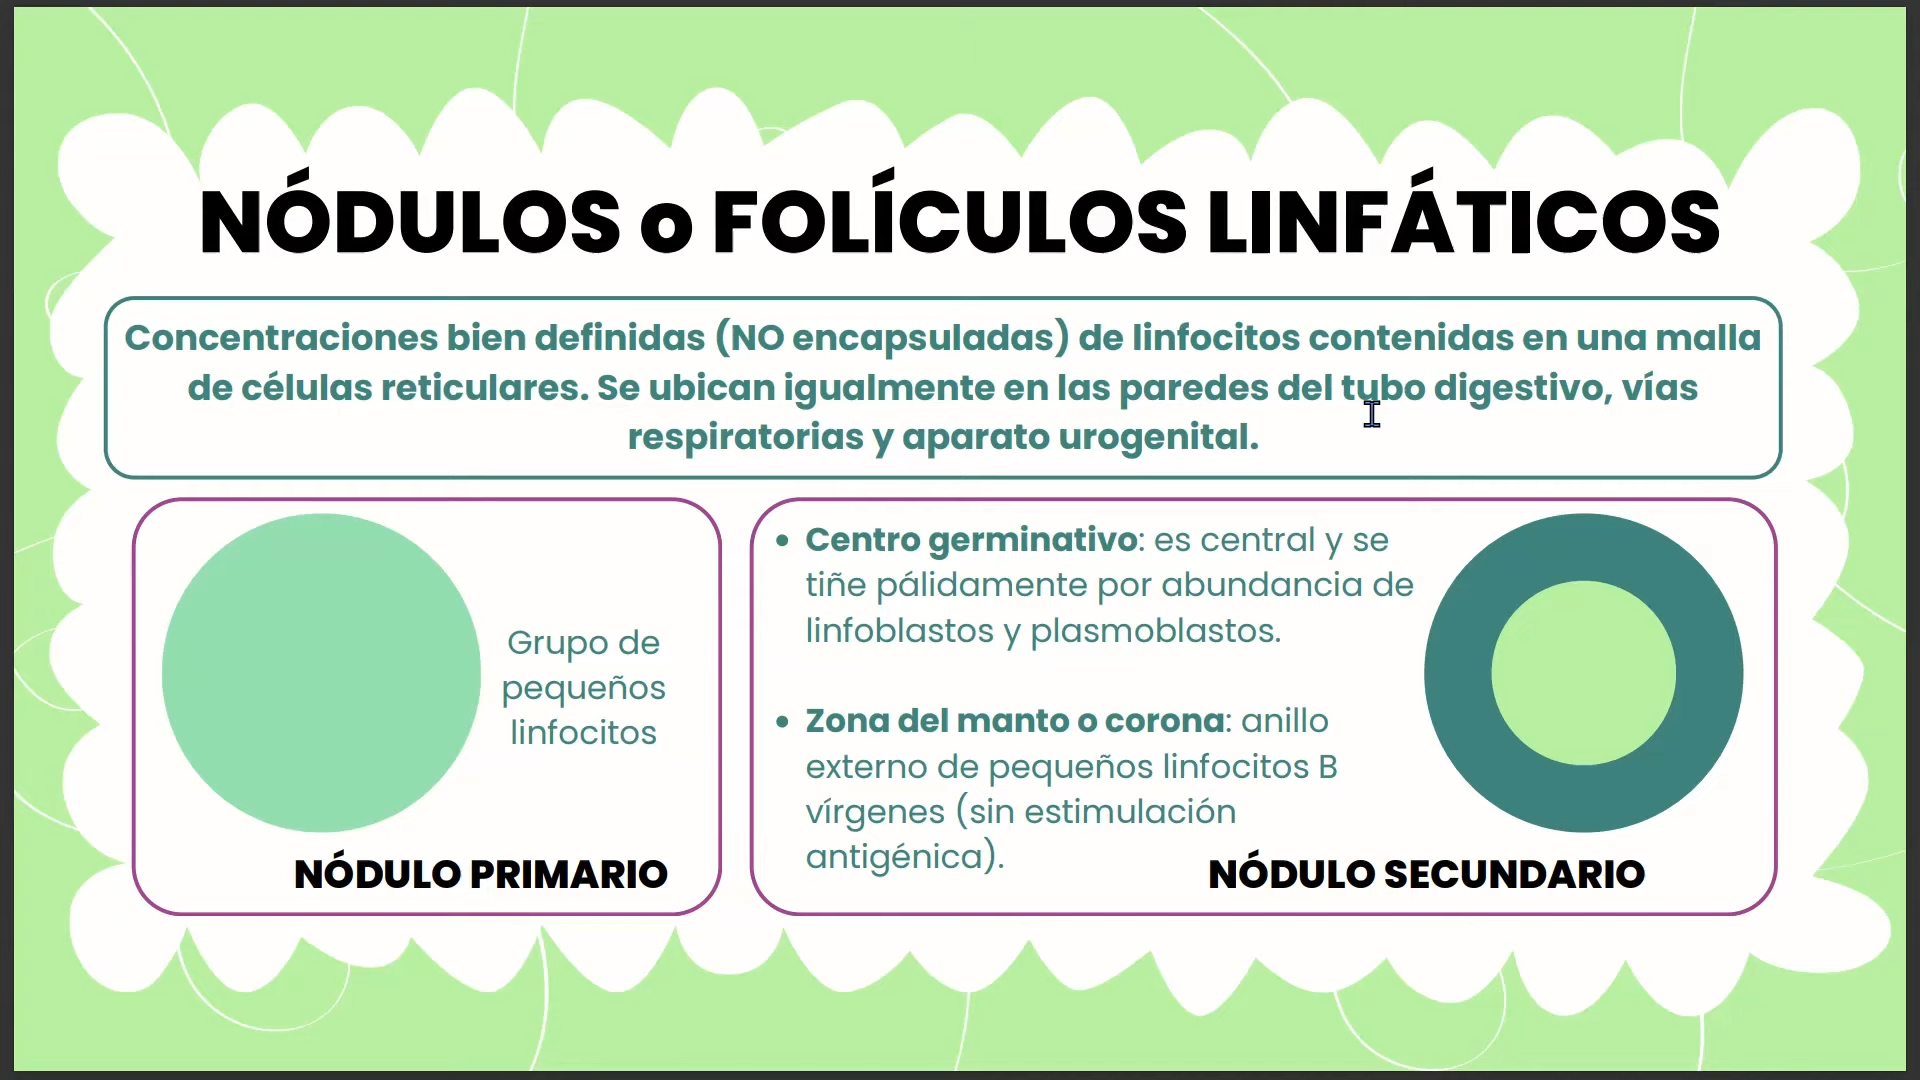 NÓDULOS o FOLÍCULOS LINFÁTICOS
Concentraciones bien definidas (NO encapsuladas) de linfocitos contenidas en una malla
de células reticulares. Se ubican igualmente en las paredes del tubo digestivo, vías
respiratorias y aparato urogenital.
Grupo de
pequeños
linfocitos
NÓDULO PRIMARIO
• Centro germinativo: es central y se
tiñe pálidamente por abundancia de
linfoblastos y plasmoblastos.
• Zona del manto o corona: anillo
externo de pequeños linfocitos B
vírgenes (sin estimulación
antigénica).
NÓDULO SECUNDARIO